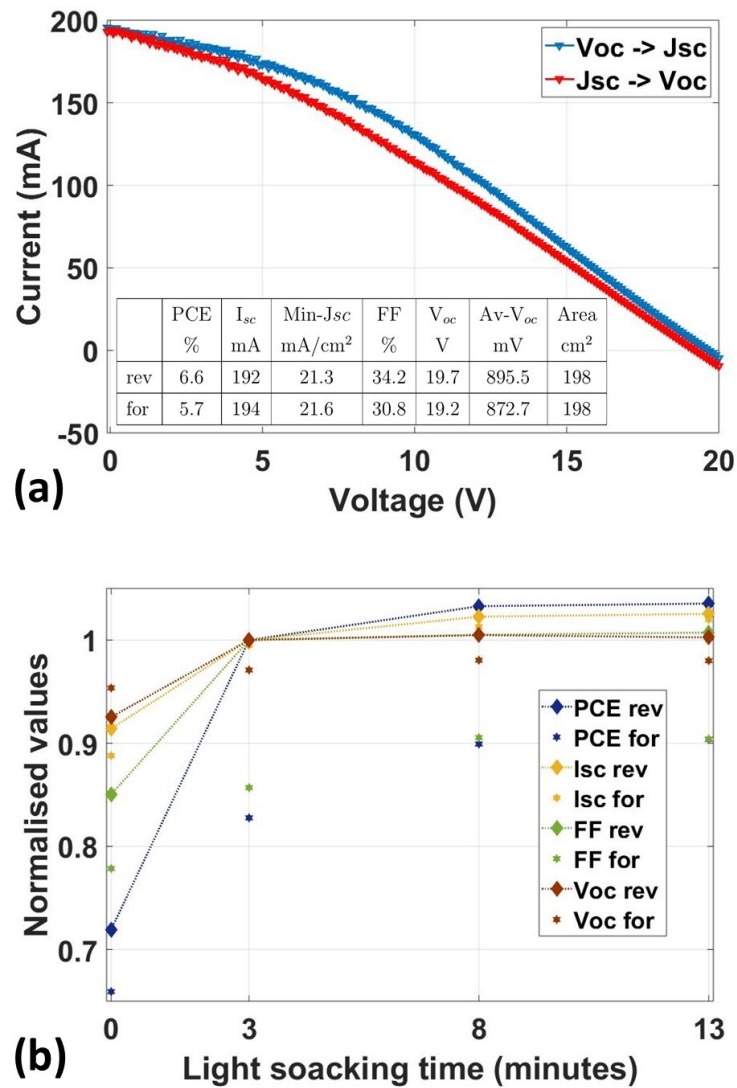 200
150
100
50
0
-50
Current (mA)
Voc -> Jsc
Jsc -> Voc
PCE I_sc Min-Jsc FF V_oc Av-V_oc Area
% mA mA/cm² % V mV cm²
rev 6.6 192 21.3 34.2 19.7 895.5 198
for 5.7 194 21.6 30.8 19.2 872.7 198
0 5 10 15 20
Voltage (V)
(a)
1
0.9
0.8
0.7
Normalised values
PCE rev
PCE for
Isc rev
Isc for
FF rev
FF for
Voc rev
Voc for
0 3 8 13
Light soacking time (minutes)
(b)